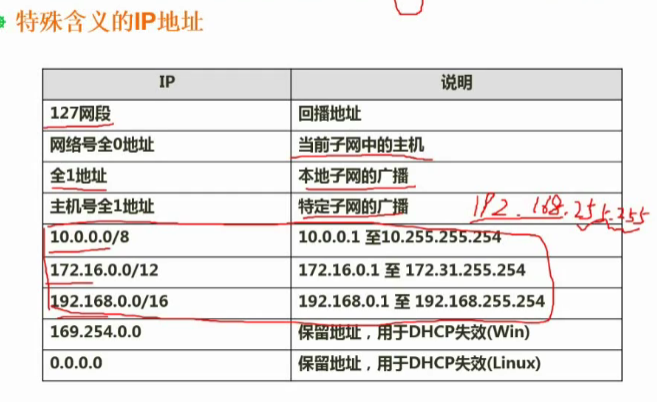 特殊含义的IP地址
IP 说明
127网段 回播地址
网络号全0地址 当前子网中的主机
全1地址 本地子网的广播
主机号全1地址 特定子网的广播
192.168.255.255
10.0.0.0/8 10.0.0.1 至10.255.255.254
172.16.0.0/12 172.16.0.1 至 172.31.255.254
192.168.0.0/16 192.168.0.1 至 192.168.255.254
169.254.0.0 保留地址，用于DHCP失效(Win)
0.0.0.0 保留地址，用于DHCP失效(Linux)